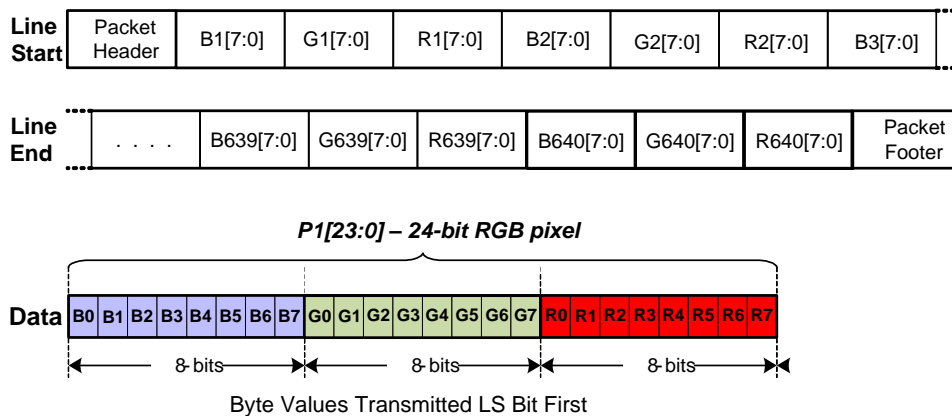 Line Start Packet Header B1[7:0] G1[7:0] R1[7:0] B2[7:0] G2[7:0] R2[7:0] B3[7:0]
Line End . . . . B639[7:0] G639[7:0] R639[7:0] B640[7:0] G640[7:0] R640[7:0] Packet Footer
P1[23:0] – 24-bit RGB pixel
Data B0 B1 B2 B3 B4 B5 B6 B7 G0 G1 G2 G3 G4 G5 G6 G7 R0 R1 R2 R3 R4 R5 R6 R7
8-bits 8-bits 8-bits
Byte Values Transmitted LS Bit First